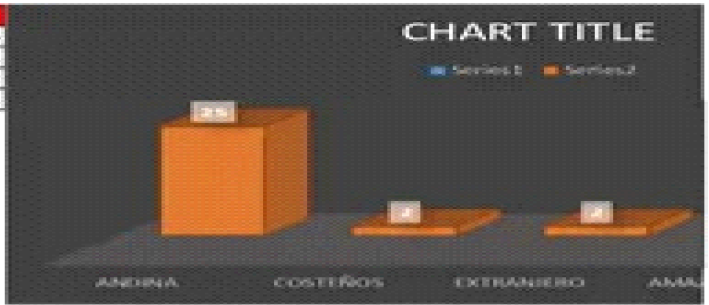 CHART TITLE
Series1 Series2
25
2 2
ANDINA COSTEÑOS EXTRANJERO